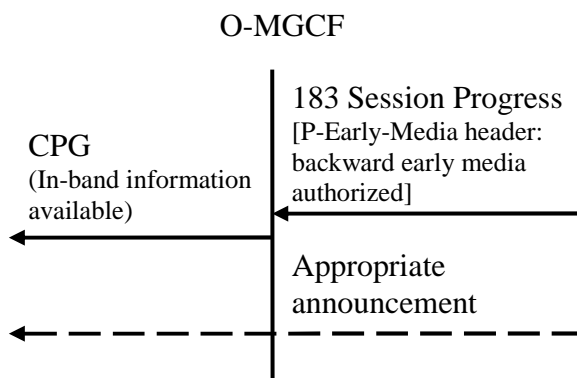 O-MGCF
183 Session Progress
[P-Early-Media header:
backward early media
authorized]
CPG
(In-band information
available)
Appropriate
announcement